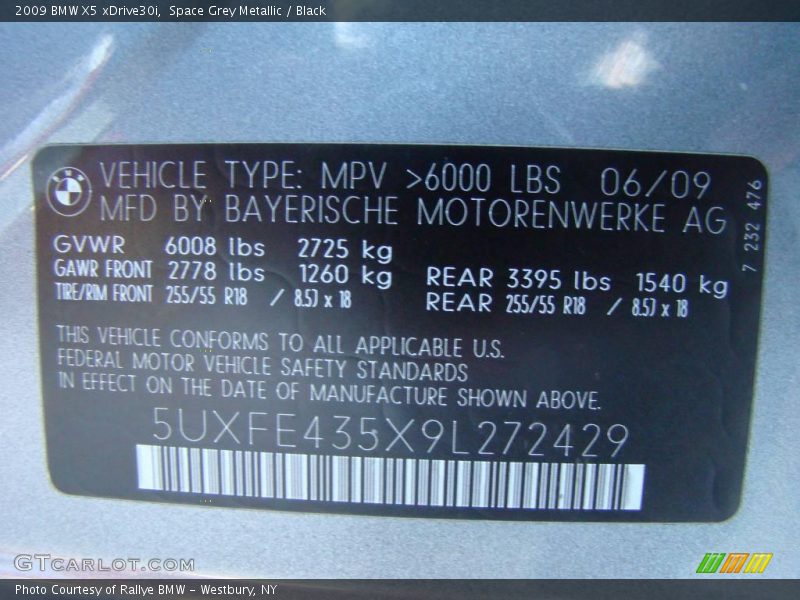 2009 BMW X5 xDrive30i,  Space Grey Metallic / Black
VEHICLE TYPE: MPV >6000 LBS 06/09
MFD BY BAYERISCHE MOTORENWERKE AG
7 232 476
GVWR 6008 lbs 2725 kg
GAWR FRONT 2778 lbs 1260 kg REAR 3395 lbs 1540 kg
TIRE/RIM FRONT 255/55 R18 / 8.5J x 18 REAR 255/55 R18 / 8.5J x 18
THIS VEHICLE CONFORMS TO ALL APPLICABLE U.S.
FEDERAL MOTOR VEHICLE SAFETY STANDARDS
IN EFFECT ON THE DATE OF MANUFACTURE SHOWN ABOVE.
5UXFE435X9L272429
GTCARLOT.COM
Photo Courtesy of Rallye BMW - Westbury, NY